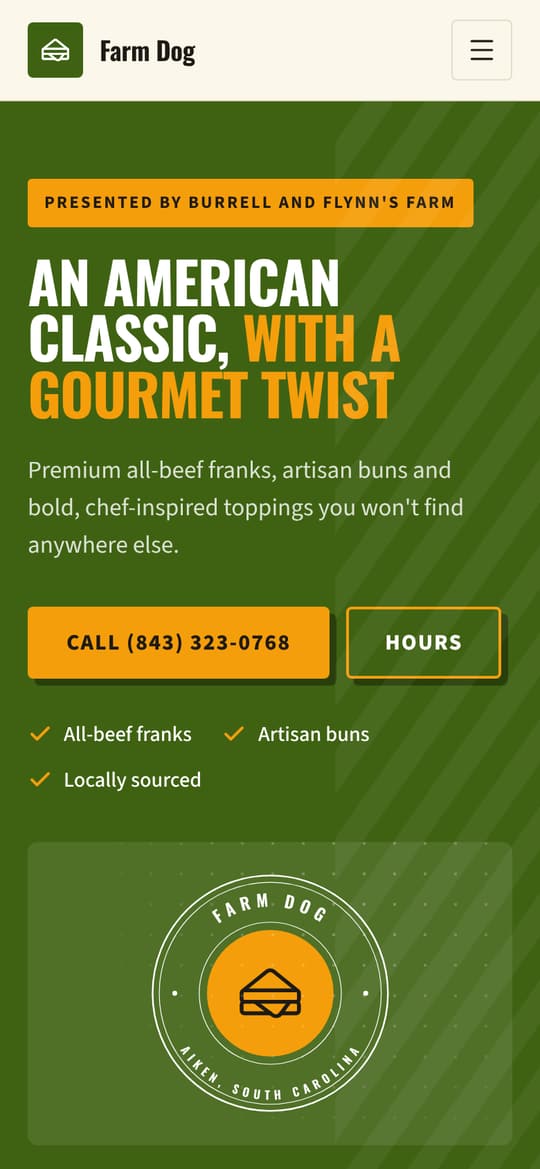 Farm Dog
PRESENTED BY BURRELL AND FLYNN'S FARM
AN AMERICAN
CLASSIC, WITH A
GOURMET TWIST
Premium all-beef franks, artisan buns and
bold, chef-inspired toppings you won't find
anywhere else.
CALL (843) 323-0768
HOURS
All-beef franks
Artisan buns
Locally sourced
FARM DOG
AIKEN, SOUTH CAROLINA